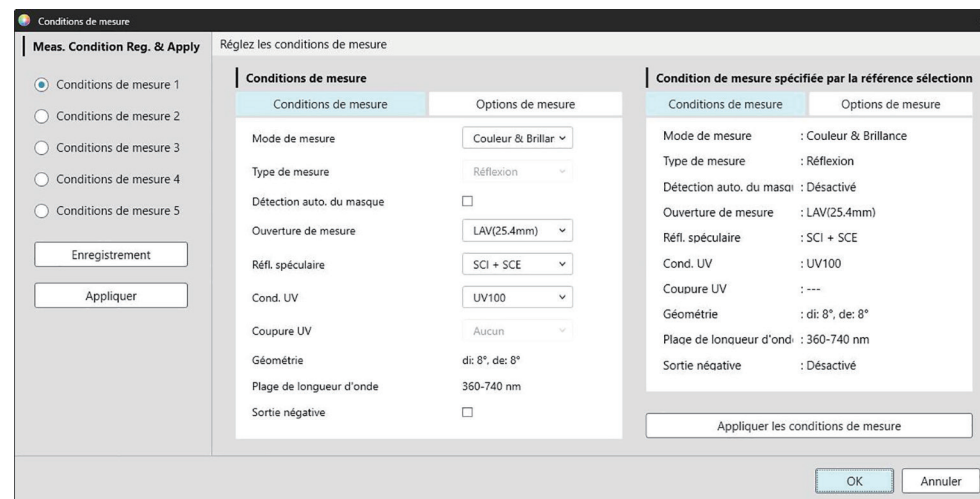 Conditions de mesure
Meas. Condition Reg. & Apply
Conditions de mesure 1
Conditions de mesure 2
Conditions de mesure 3
Conditions de mesure 4
Conditions de mesure 5
Enregistrement
Appliquer
Réglez les conditions de mesure
Conditions de mesure
Conditions de mesure Options de mesure
Mode de mesure Couleur & Brillar
Type de mesure Réflexion
Détection auto. du masque
Ouverture de mesure LAV(25.4mm)
Réfl. spéculaire SCI + SCE
Cond. UV UV100
Coupure UV Aucun
Géométrie di: 8°, de: 8°
Plage de longueur d'onde 360-740 nm
Sortie négative
Condition de mesure spécifiée par la référence sélectionn
Conditions de mesure Options de mesure
Mode de mesure : Couleur & Brillance
Type de mesure : Réflexion
Détection auto. du masqu : Désactivé
Ouverture de mesure : LAV(25.4mm)
Réfl. spéculaire : SCI + SCE
Cond. UV : UV100
Coupure UV : ---
Géométrie : di: 8°, de: 8°
Plage de longueur d'onde : 360-740 nm
Sortie négative : Désactivé
Appliquer les conditions de mesure
OK Annuler